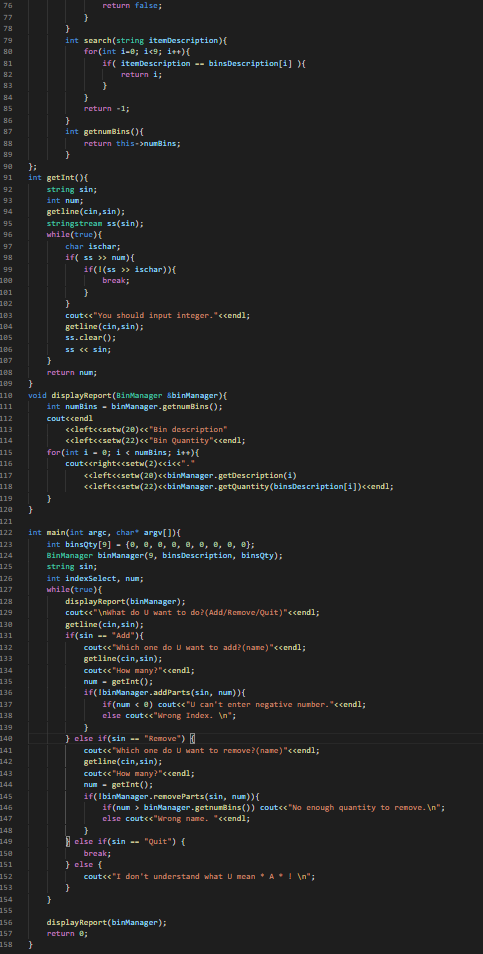 76 return false;
77 }
78 }
79 int search(string itemDescription){
80 for(int i=0; i<9; i++){
81 if( itemDescription == binsDescription[i] ){
82 return i;
83 }
84 }
85 return -1;
86 }
87 int getnumBins(){
88 return this->numBins;
89 }
90 };
91 int getInt(){
92 string sin;
93 int num;
94 getline(cin,sin);
95 stringstream ss(sin);
96 while(true){
97 char ischar;
98 if( ss >> num){
99 if(!(ss >> ischar)){
100 break;
101 }
102 }
103 cout<<"You should input integer."<<endl;
104 getline(cin,sin);
105 ss.clear();
106 ss << sin;
107 }
108 return num;
109 }
110 void displayReport(BinManager &binManager){
111 int numBins = binManager.getnumBins();
112 cout<<endl
113 <<left<<setw(20)<<"Bin description"
114 <<left<<setw(22)<<"Bin Quantity"<<endl;
115 for(int i = 0; i < numBins; i++){
116 cout<<right<<setw(2)<<i<<"."
117 <<left<<setw(20)<<binManager.getDescription(i)
118 <<left<<setw(22)<<binManager.getQuantity(binsDescription[i])<<endl;
119 }
120 }
121
122 int main(int argc, char* argv[]){
123 int binsQty[9] = {0, 0, 0, 0, 0, 0, 0, 0, 0};
124 BinManager binManager(9, binsDescription, binsQty);
125 string sin;
126 int indexSelect, num;
127 while(true){
128 displayReport(binManager);
129 cout<<"\nWhat do U want to do?(Add/Remove/Quit)"<<endl;
130 getline(cin,sin);
131 if(sin == "Add"){
132 cout<<"Which one do U want to add?(name)"<<endl;
133 getline(cin,sin);
134 cout<<"How many?"<<endl;
135 num = getInt();
136 if(!binManager.addParts(sin, num)){
137 if(num < 0) cout<<"U can't enter negative number."<<endl;
138 else cout<<"Wrong Index. \n";
139 }
140 } else if(sin == "Remove") {
141 cout<<"Which one do U want to remove?(name)"<<endl;
142 getline(cin,sin);
143 cout<<"How many?"<<endl;
144 num = getInt();
145 if(!binManager.removeParts(sin, num)){
146 if(num > binManager.getnumBins()) cout<<"No enough quantity to remove.\n";
147 else cout<<"Wrong name. "<<endl;
148 }
149 } else if(sin == "Quit") {
150 break;
151 } else {
152 cout<<"I don't understand what U mean * A * ! \n";
153 }
154 }
155
156 displayReport(binManager);
157 return 0;
158 }